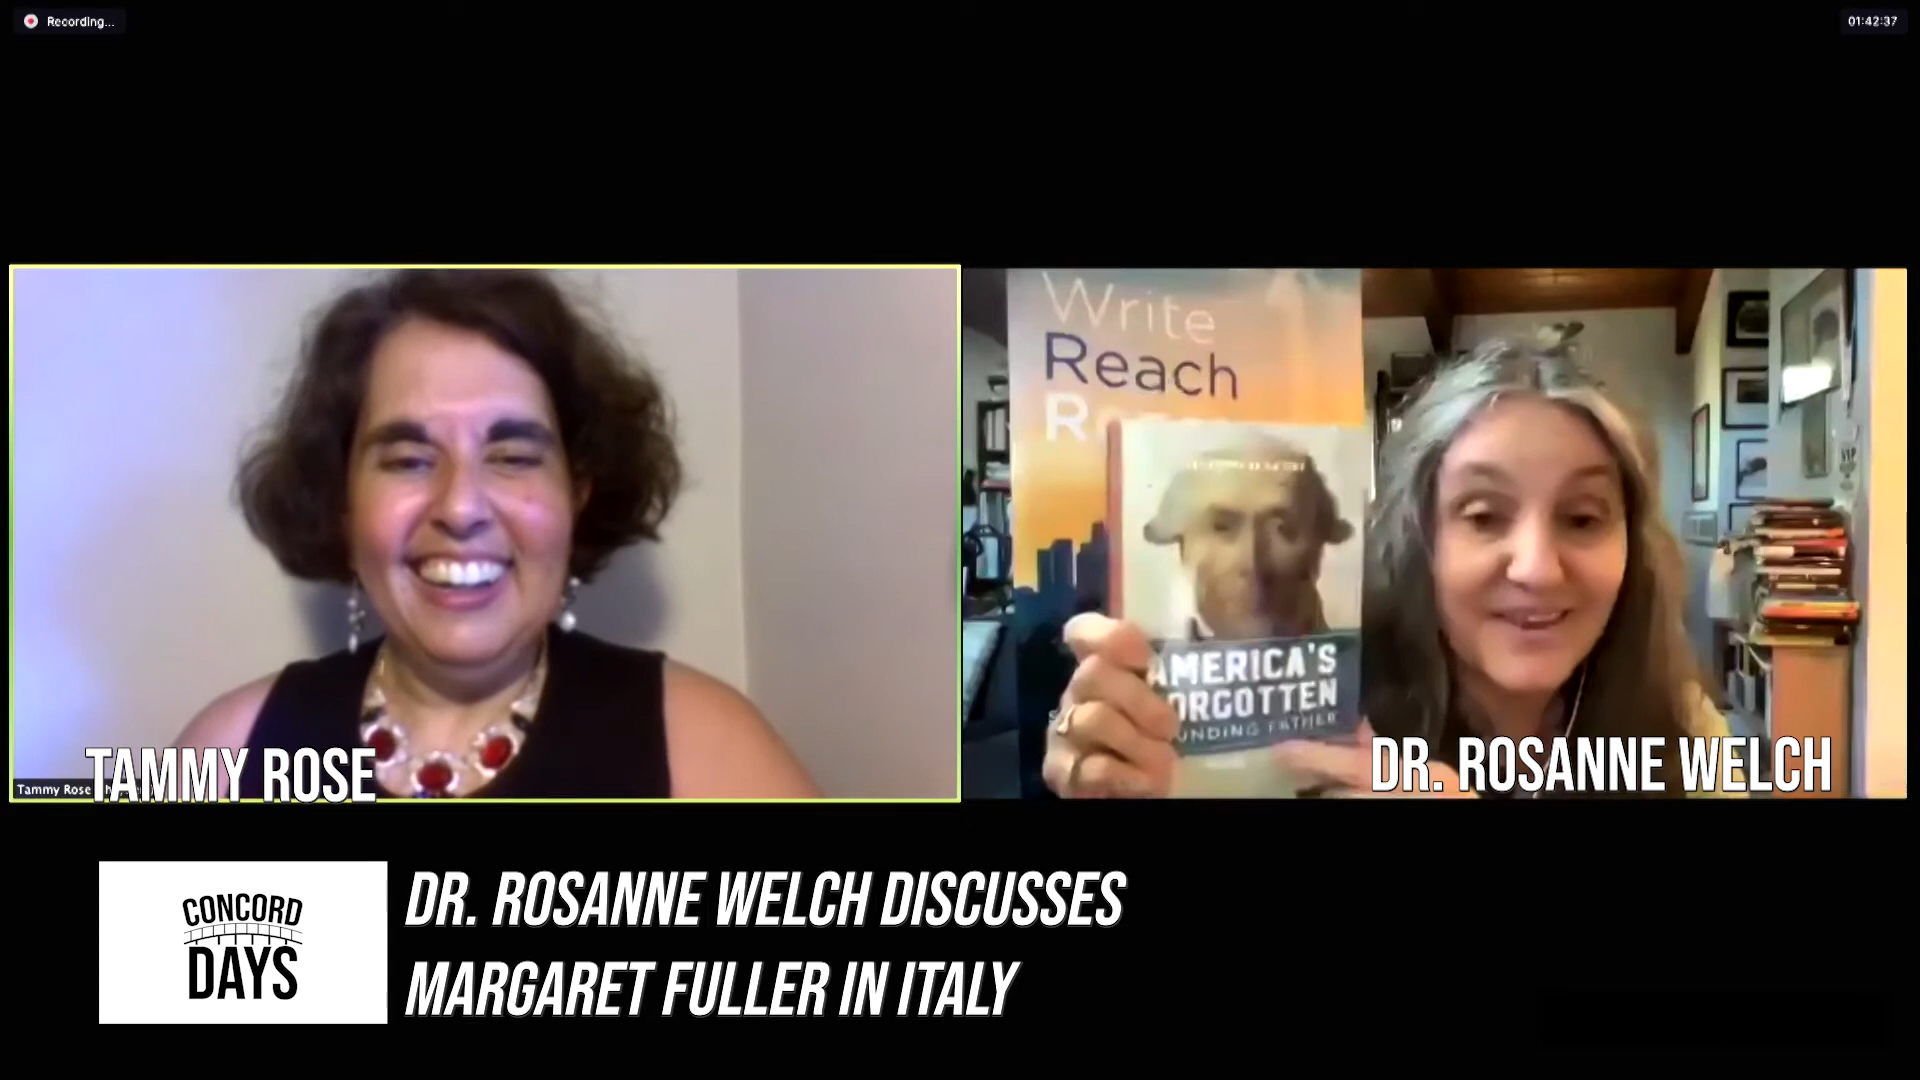 Recording...
01:42:37
Write
Reach
AMERICA'S
FORGOTTEN
FOUNDING FATHER
TAMMY ROSE
Tammy Rose
DR. ROSANNE WELCH
CONCORD
DAYS
DR. ROSANNE WELCH DISCUSSES
MARGARET FULLER IN ITALY